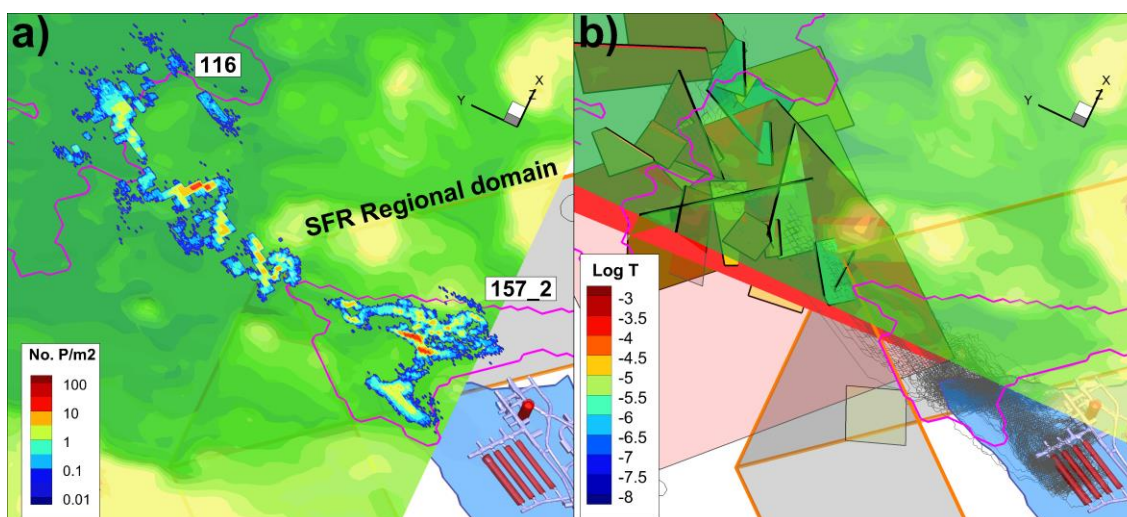 a)
116
SFR Regional domain
157_2
No. P/m2
100
10
1
0.1
0.01
X
Y
Z
b)
Log T
-3
-3.5
-4
-4.5
-5
-5.5
-6
-6.5
-7
-7.5
-8
X
Y
Z